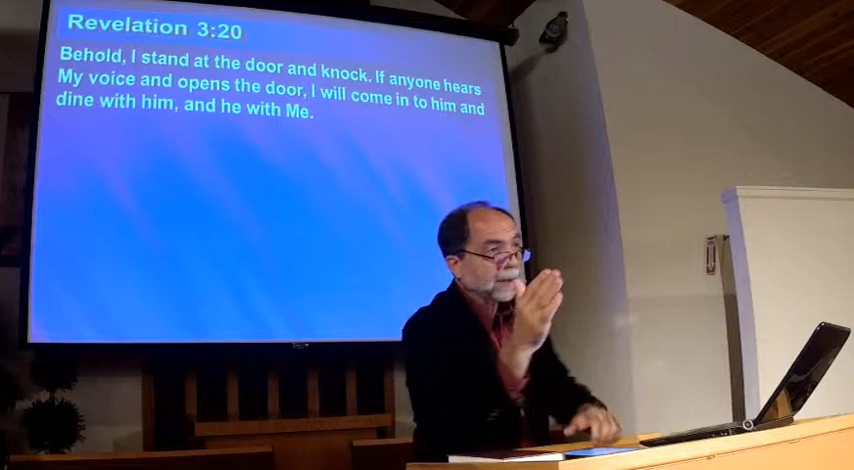 Revelation 3:20
Behold, I stand at the door and knock. If anyone hears
My voice and opens the door, I will come in to him and
dine with him, and he with Me.